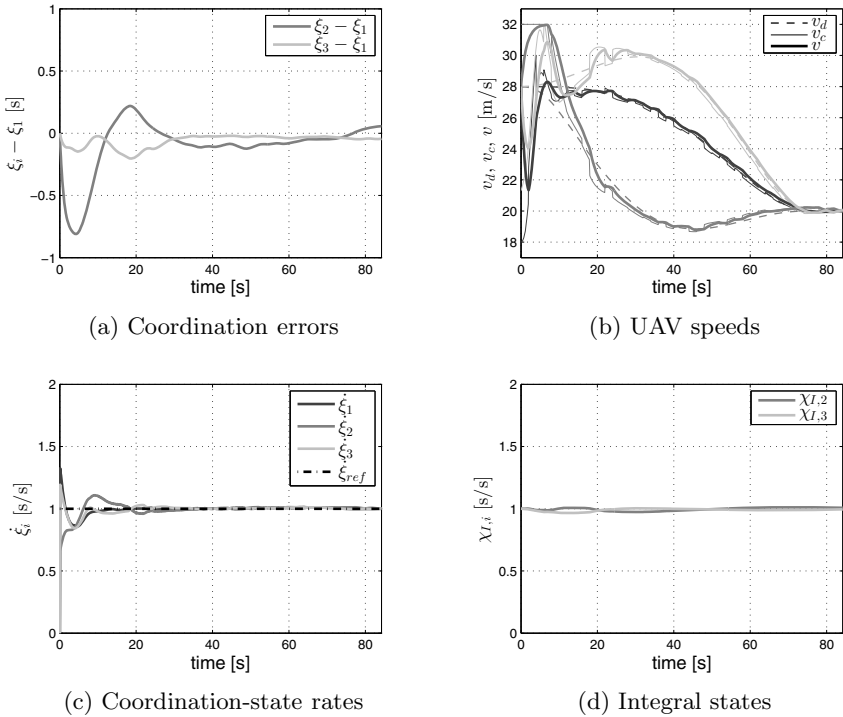 1
0.5
0
−0.5
−1
ξi − ξ1 [s]
ξ2 − ξ1
ξ3 − ξ1
0 20 40 60 80
time [s]
(a) Coordination errors
32
30
28
26
24
22
20
18
vd, vc, v [m/s]
vd
vc
v
0 20 40 60 80
time [s]
(b) UAV speeds
2
1.5
1
0.5
0
ξ̇i [s/s]
ξ̇1
ξ̇2
ξ̇3
ξ̇ref
0 20 40 60 80
time [s]
(c) Coordination-state rates
2
1.5
1
0.5
0
χI,i [s/s]
χI,2
χI,3
0 20 40 60 80
time [s]
(d) Integral states